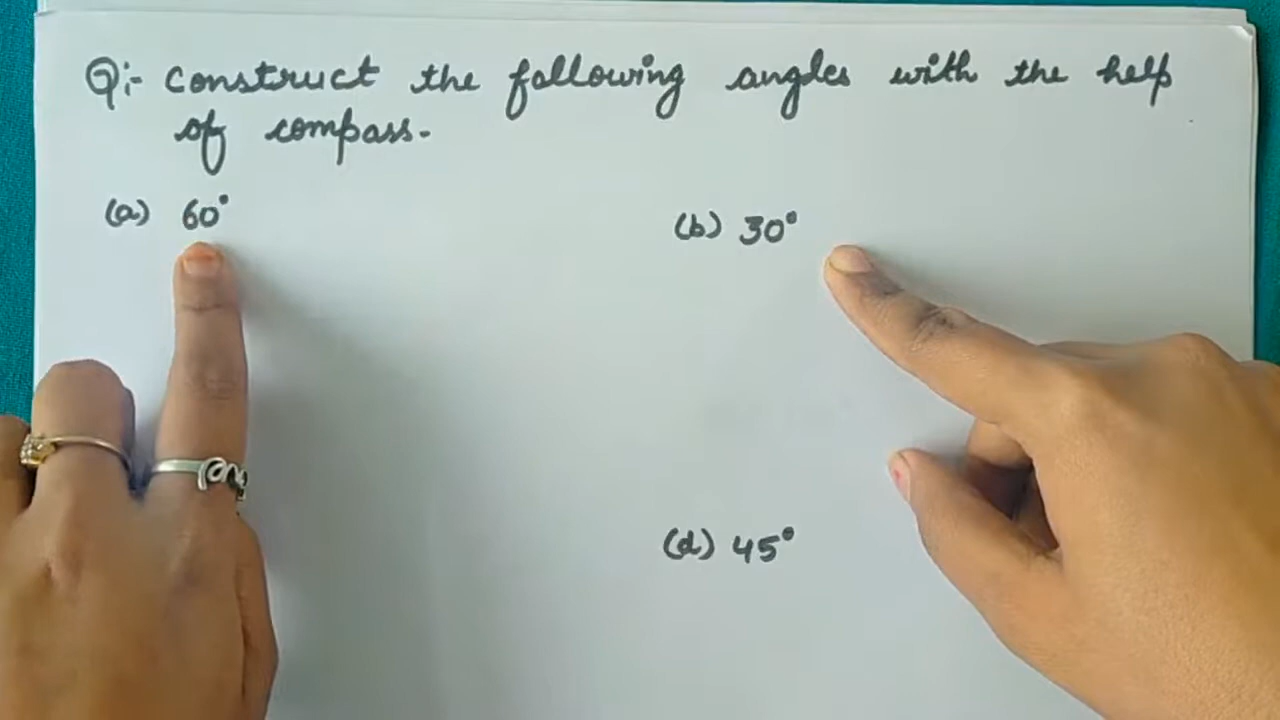 Q:- Construct the following angles with the help
of compass.
(a) 60°
(b) 30°
(d) 45°